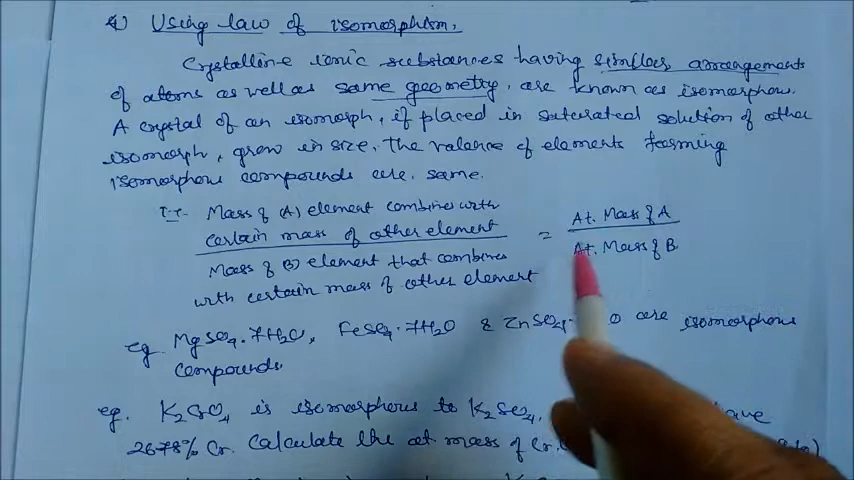 4) Using law of isomorphism.
Crystalline ionic substances having similar arrangements
of atoms as well as same geometry, are known as isomorphous.
A crystal of an isomorph, if placed in saturated solution of other
isomorph, grow in size. The valance of elements forming
isomorphous compounds are same.
i.e. Mass of (A) element combines with
certain mass of other element
Mass of (B) element that combines
with certain mass of other element
= At. Mass of A
At. Mass of B
eg. MgSO4.7H2O, FeSO4.7H2O & ZnSO4. O are isomorphous
compounds.
eg. K2CrO4 is isomorphous to K2SeO4,
26.78% Cr. Calculate the at. mass of Cr.